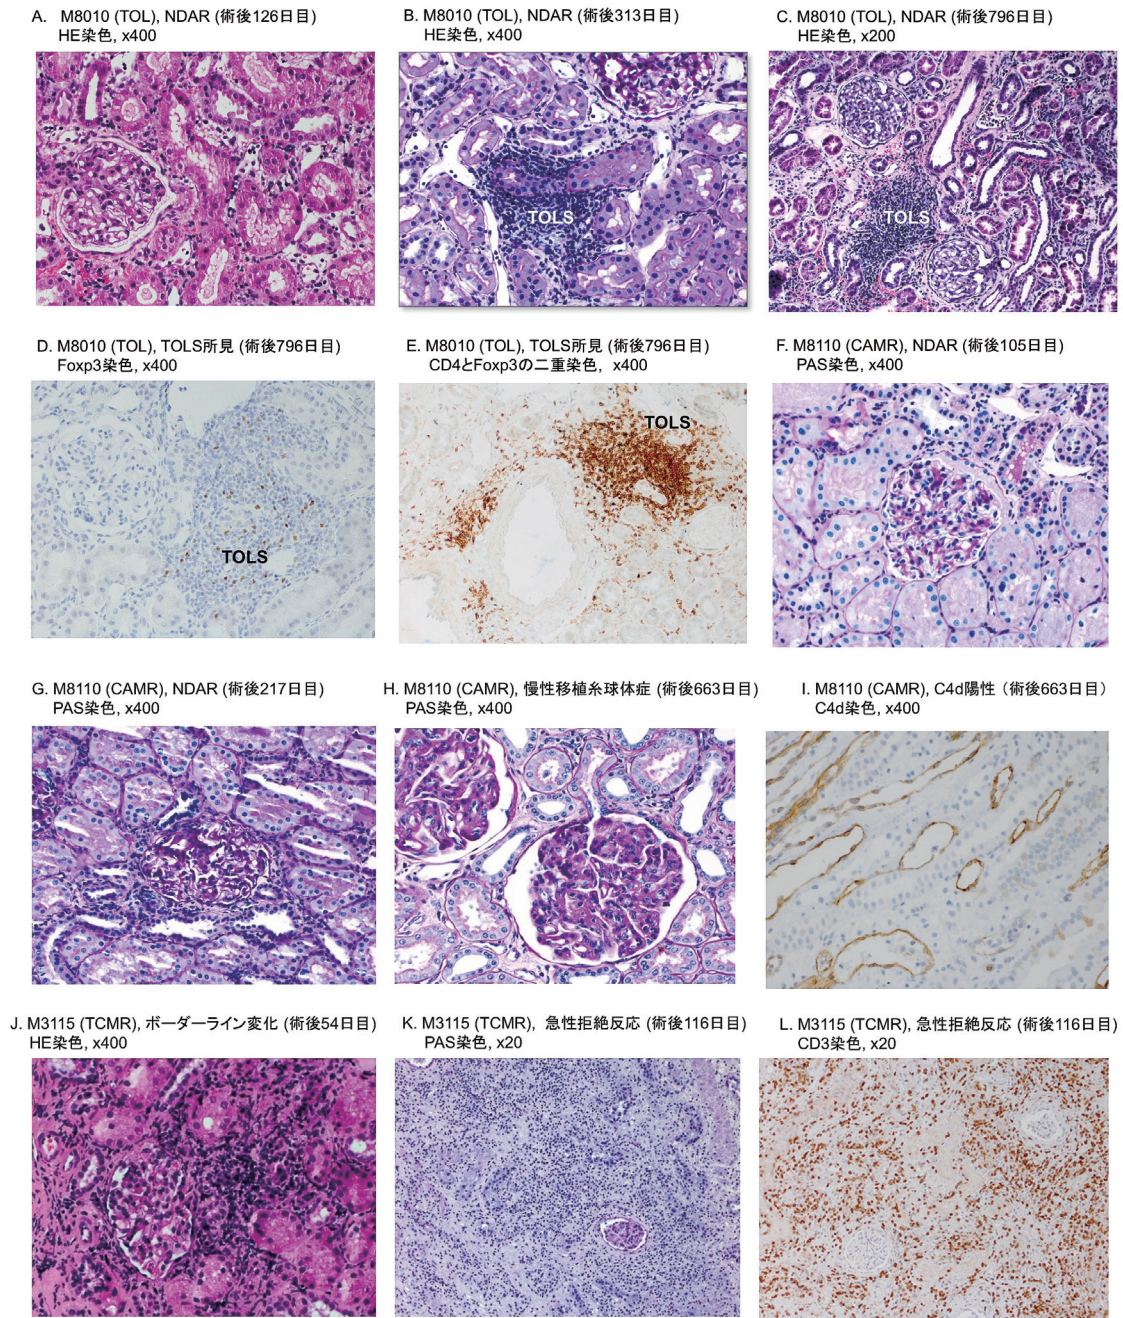 A. M8010 (TOL), NDAR (術後126日目)
HE染色, x400
B. M8010 (TOL), NDAR (術後313日目)
HE染色, x400
C. M8010 (TOL), NDAR (術後796日目)
HE染色, x200
TOLS
TOLS
D. M8010 (TOL), TOLS所見 (術後796日目)
Foxp3染色, x400
E. M8010 (TOL), TOLS所見 (術後796日目)
CD4とFoxp3の二重染色, x400
F. M8110 (CAMR), NDAR (術後105日目)
PAS染色, x400
TOLS
TOLS
G. M8110 (CAMR), NDAR (術後217日目)
PAS染色, x400
H. M8110 (CAMR), 慢性移植糸球体症 (術後663日目)
PAS染色, x400
I. M8110 (CAMR), C4d陽性 (術後663日目)
C4d染色, x400
J. M3115 (TCMR), ボーダーライン変化 (術後54日目)
HE染色, x400
K. M3115 (TCMR), 急性拒絶反応 (術後116日目)
PAS染色, x20
L. M3115 (TCMR), 急性拒絶反応 (術後116日目)
CD3染色, x20